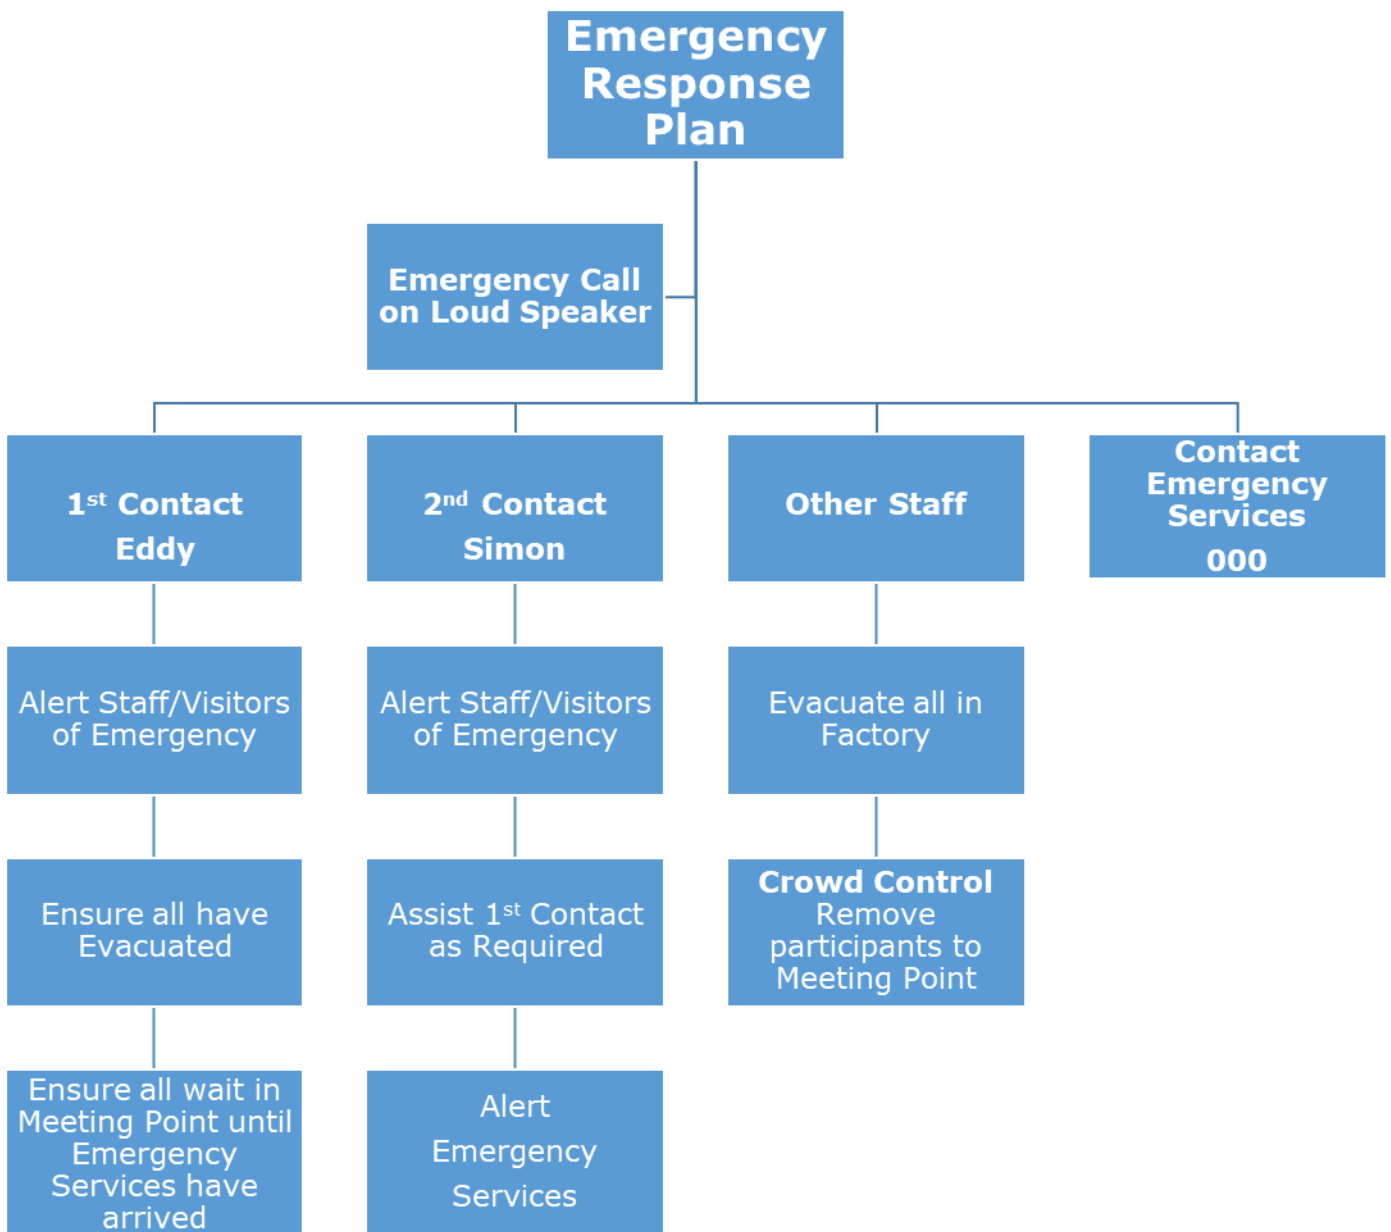 Emergency
Response
Plan
Emergency Call
on Loud Speaker
1st Contact
Eddy
2nd Contact
Simon
Other Staff
Contact
Emergency
Services
000
Alert Staff/Visitors
of Emergency
Alert Staff/Visitors
of Emergency
Evacuate all in
Factory
Ensure all have
Evacuated
Assist 1st Contact
as Required
Crowd Control
Remove
participants to
Meeting Point
Ensure all wait in
Meeting Point until
Emergency
Services have
arrived
Alert
Emergency
Services